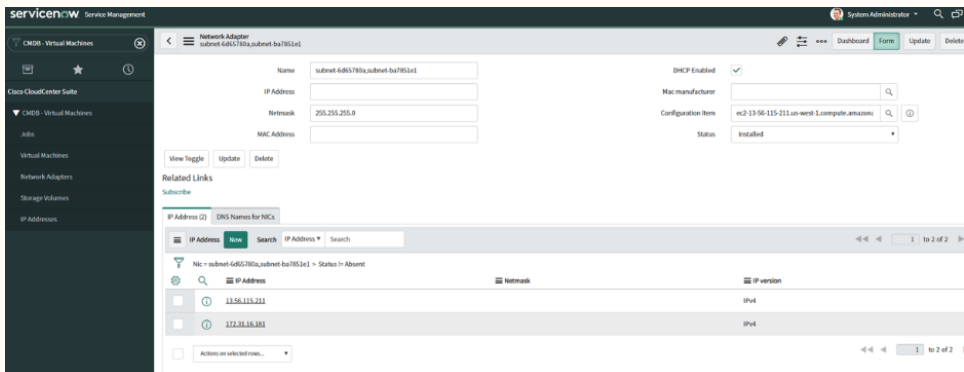 servicenow Service Management
System Administrator
CMDB - Virtual Machines
Network Adapter
subnet-6d65780a,subnet-ba7851e1
Dashboard Form Update Delete
Cisco CloudCenter Suite
CMDB - Virtual Machines
Jobs
Virtual Machines
Network Adapters
Storage Volumes
IP Addresses
Name subnet-6d65780a,subnet-ba7851e1 DHCP Enabled
IP Address Mac manufacturer
Netmask 255.255.255.0 Configuration Item ec2-13-56-115-211.us-west-1.compute.amazon
MAC Address Status Installed
View Toggle Update Delete
Related Links
Subscribe
IP Address (2) DNS Names for NICs
IP Address New Search IP Address Search 1 to 2 of 2
Nic = subnet-6d65780a,subnet-ba7851e1 > Status != Absent
IP Address Netmask IP version
13.56.115.211 IPv4
172.31.16.181 IPv4
Actions on selected rows... 1 to 2 of 2